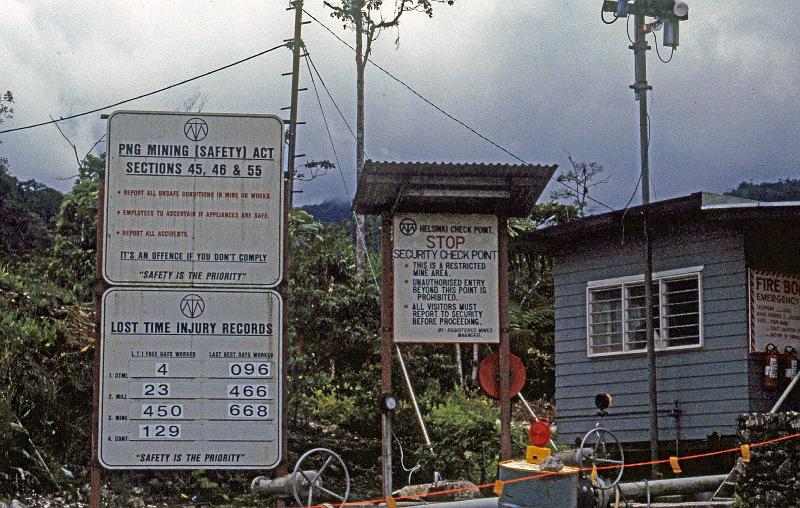 PNG MINING (SAFETY) ACT
SECTIONS 45, 46 & 55
• REPORT ALL UNSAFE CONDITIONS IN MINE OR WORKS.
• EMPLOYEES TO ASCERTAIN IF APPLIANCES ARE SAFE.
• REPORT ALL ACCIDENTS.
IT'S AN OFFENCE IF YOU DON'T COMPLY
"SAFETY IS THE PRIORITY"
LOST TIME INJURY RECORDS
L T I FREE DAYS WORKED LAST BEST DAYS WORKED
1. OTML 4 096
2. MILL 23 466
3. MINE 450 668
4. CONT 129
"SAFETY IS THE PRIORITY"
HELSINKI CHECK POINT.
STOP
SECURITY CHECK POINT
• THIS IS A RESTRICTED
MINE AREA.
• UNAUTHORISED ENTRY
BEYOND THIS POINT IS
PROHIBITED.
• ALL VISITORS MUST
REPORT TO SECURITY
BEFORE PROCEEDING.
BY: REGISTERED MINES
MANAGER.
FIRE BO
EMERGENCY